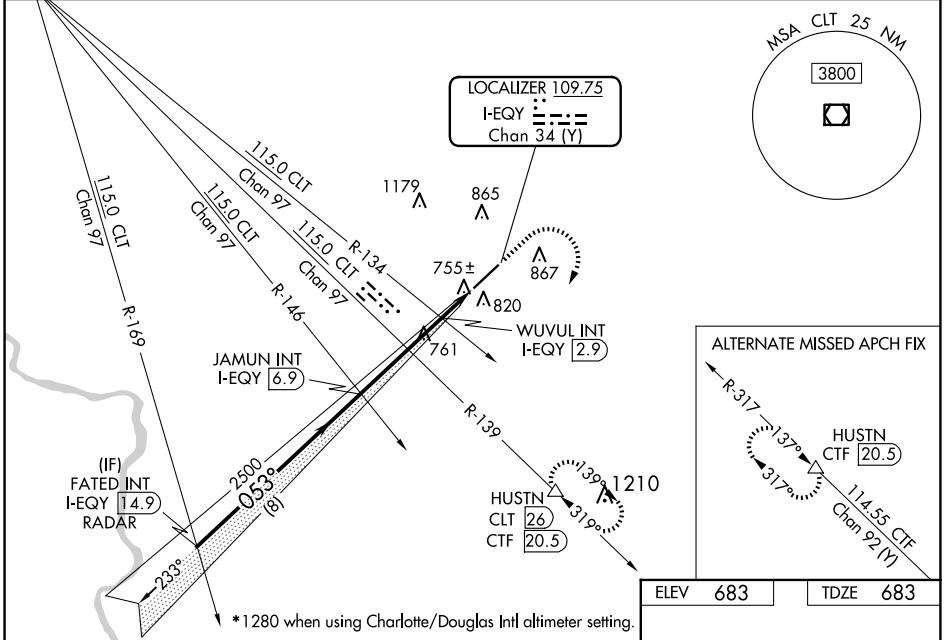 MSA CLT 25 NM
3800
LOCALIZER 109.75
I-EQY
Chan 34 (Y)
115.0 CLT
Chan 97
R-134
115.0 CLT
Chan 97
R-139
115.0 CLT
Chan 97
R-146
115.0 CLT
Chan 97
R-169
1179
865
867
755±
820
761
WUVUL INT
I-EQY 2.9
JAMUN INT
I-EQY 6.9
(IF)
FATED INT
I-EQY 14.9
RADAR
2500
053°
(8)
233°
HUSTN
CLT 26
CTF 20.5
139°
319°
1210
ALTERNATE MISSED APCH FIX
R-317
137°
317°
HUSTN
CTF 20.5
114.55 CTF
Chan 92 (Y)
*1280 when using Charlotte/Douglas Intl altimeter setting.
ELEV 683
TDZE 683